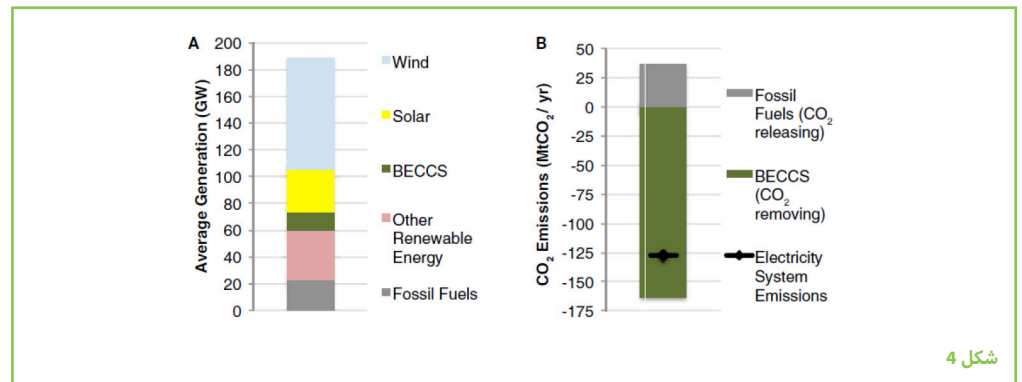 A
Average Generation (GW)
200
180
160
140
120
100
80
60
40
20
0
Wind
Solar
BECCS
Other
Renewable
Energy
Fossil Fuels
B
CO₂ Emissions (MtCO₂/ yr)
50
25
0
-25
-50
-75
-100
-125
-150
-175
Fossil
Fuels (CO₂
releasing)
BECCS
(CO₂
removing)
Electricity
System
Emissions
شكل 4